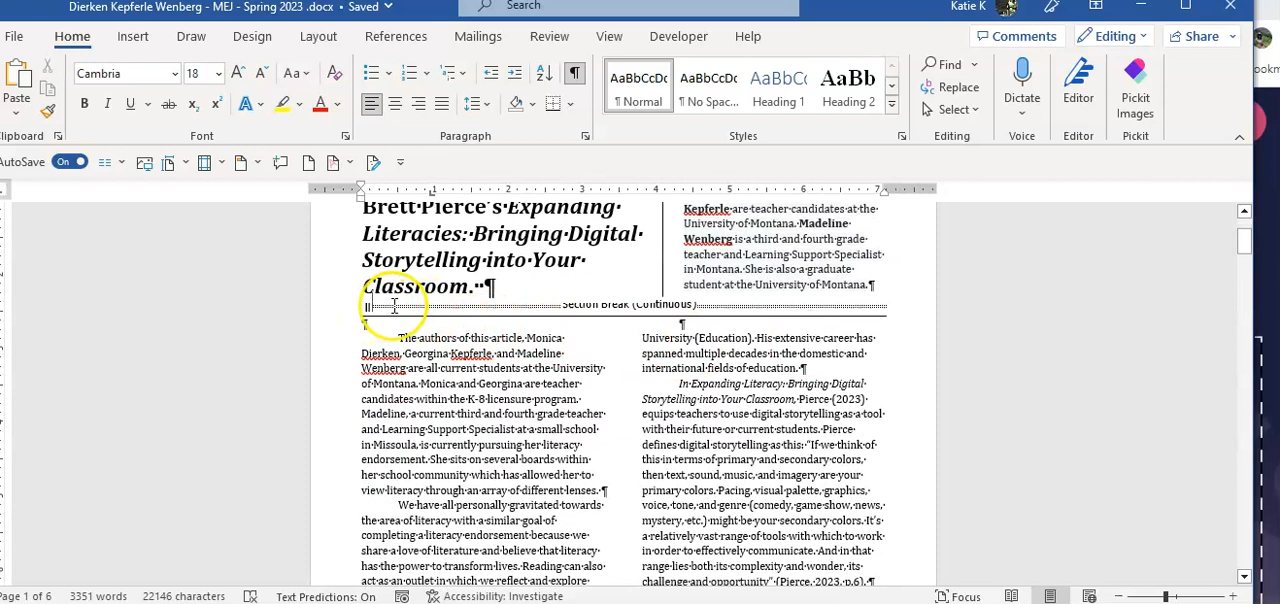 Dierken Kepferle Wenberg - MEJ - Spring 2023 .docx • Saved
Search
Katie K
File Home Insert Draw Design Layout References Mailings Review View Developer Help
Comments Editing Share
Paste
Cambria 18
Aa
B I U ab x₂ x² A A
AaBbCcDc AaBbCcDc AaBbCc AaBb
¶ Normal ¶ No Spac... Heading 1 Heading 2
Find
Replace
Select
Dictate
Editor
Pickit
Images
Clipboard Font Paragraph Styles Editing Voice Editor Pickit
AutoSave On
1 2 3 4 5 6 7
Brett Pierce's Expanding
Literacies: Bringing Digital
Storytelling into Your
Classroom. ¶
Kepferle are teacher candidates at the
University of Montana. Madeline
Wenberg is a third and fourth grade
teacher and Learning Support Specialist
in Montana. She is also a graduate
student at the University of Montana.¶
Section Break (Continuous)
¶
The authors of this article, Monica
Dierken, Georgina Kepferle, and Madeline
Wenberg are all current students at the University
of Montana. Monica and Georgina are teacher
candidates within the K-8 licensure program.
Madeline, a current third and fourth grade teacher
and Learning Support Specialist at a small school
in Missoula, is currently pursuing her literacy
endorsement. She sits on several boards within
her school community which has allowed her to
view literacy through an array of different lenses. ¶
We have all personally gravitated towards
the area of literacy with a similar goal of
completing a literacy endorsement because we
share a love of literature and believe that literacy
has the power to transform lives. Reading can also
act as an outlet in which we reflect and explore
¶
University (Education). His extensive career has
spanned multiple decades in the domestic and
international fields of education. ¶
In Expanding Literacy: Bringing Digital
Storytelling into Your Classroom, Pierce (2023)
equips teachers to use digital storytelling as a tool
with their future or current students. Pierce
defines digital storytelling as this: "If we think of
this in terms of primary and secondary colors,
then text, sound, music, and imagery are your
primary colors. Pacing, visual palette, graphics,
voice, tone, and genre (comedy, game show, news,
mystery, etc.) might be your secondary colors. It's
a relatively vast range of tools with which to work
in order to effectively communicate. And in that
range lies both its complexity and wonder, its
challenge and opportunity" (Pierce, 2023, p.6).¶
Page 1 of 6 3351 words 22146 characters Text Predictions: On Accessibility: Investigate Focus